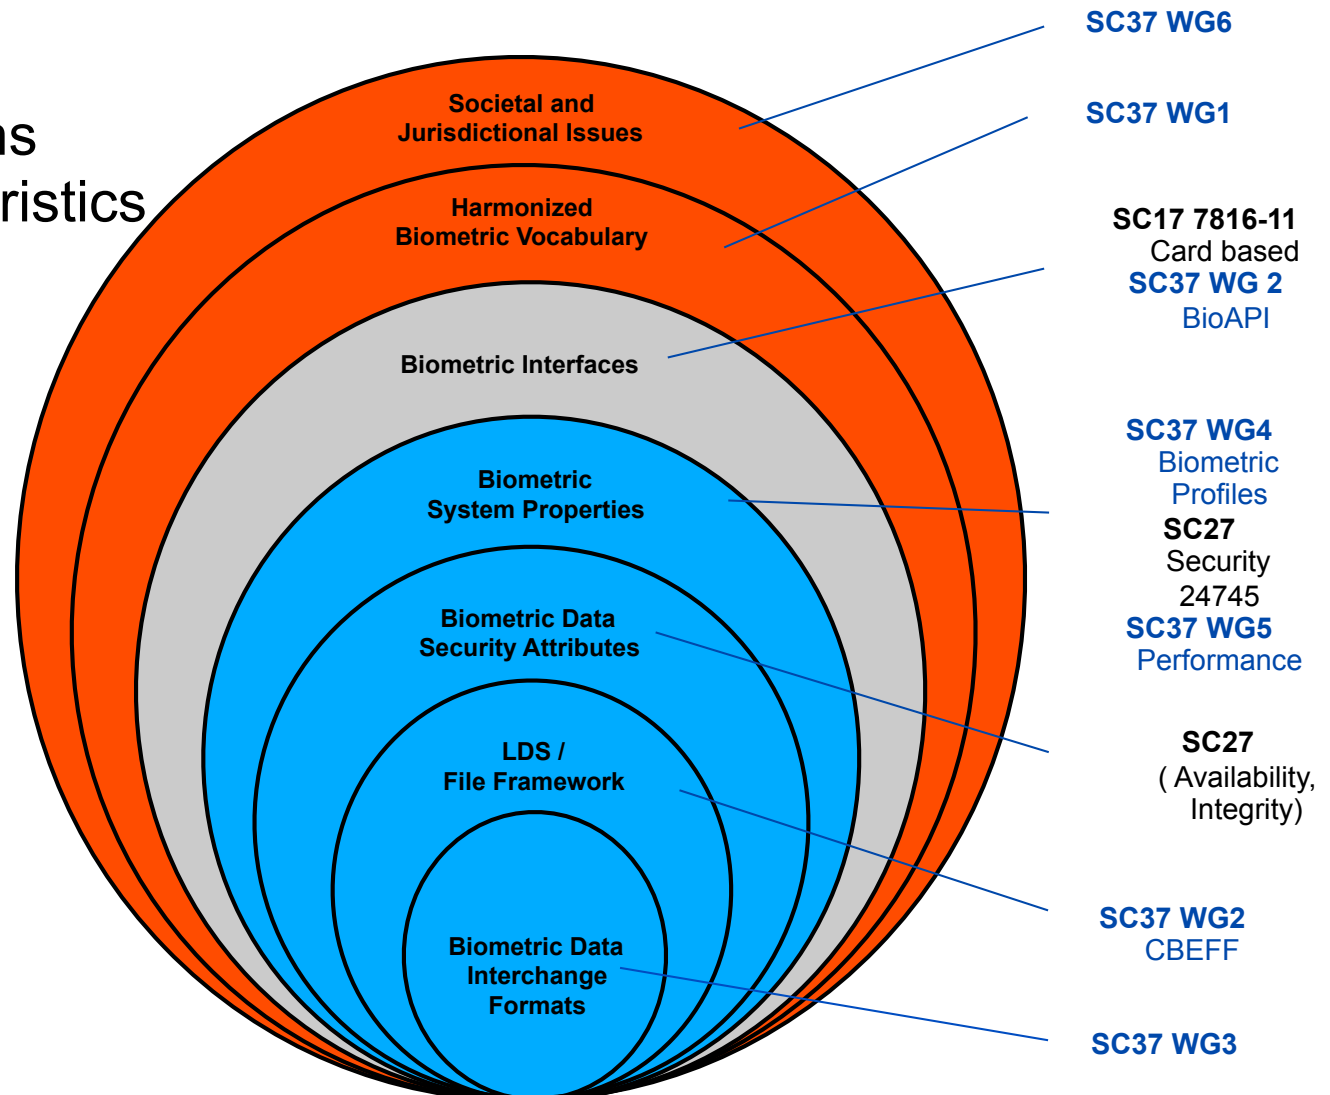 ns
ristics
Societal and
Jurisdictional Issues
Harmonized
Biometric Vocabulary
Biometric Interfaces
Biometric
System Properties
Biometric Data
Security Attributes
LDS /
File Framework
Biometric Data
Interchange
Formats
SC37 WG6
SC37 WG1
SC17 7816-11
Card based
SC37 WG 2
BioAPI
SC37 WG4
Biometric
Profiles
SC27
Security
24745
SC37 WG5
Performance
SC27
( Availability,
Integrity)
SC37 WG2
CBEFF
SC37 WG3